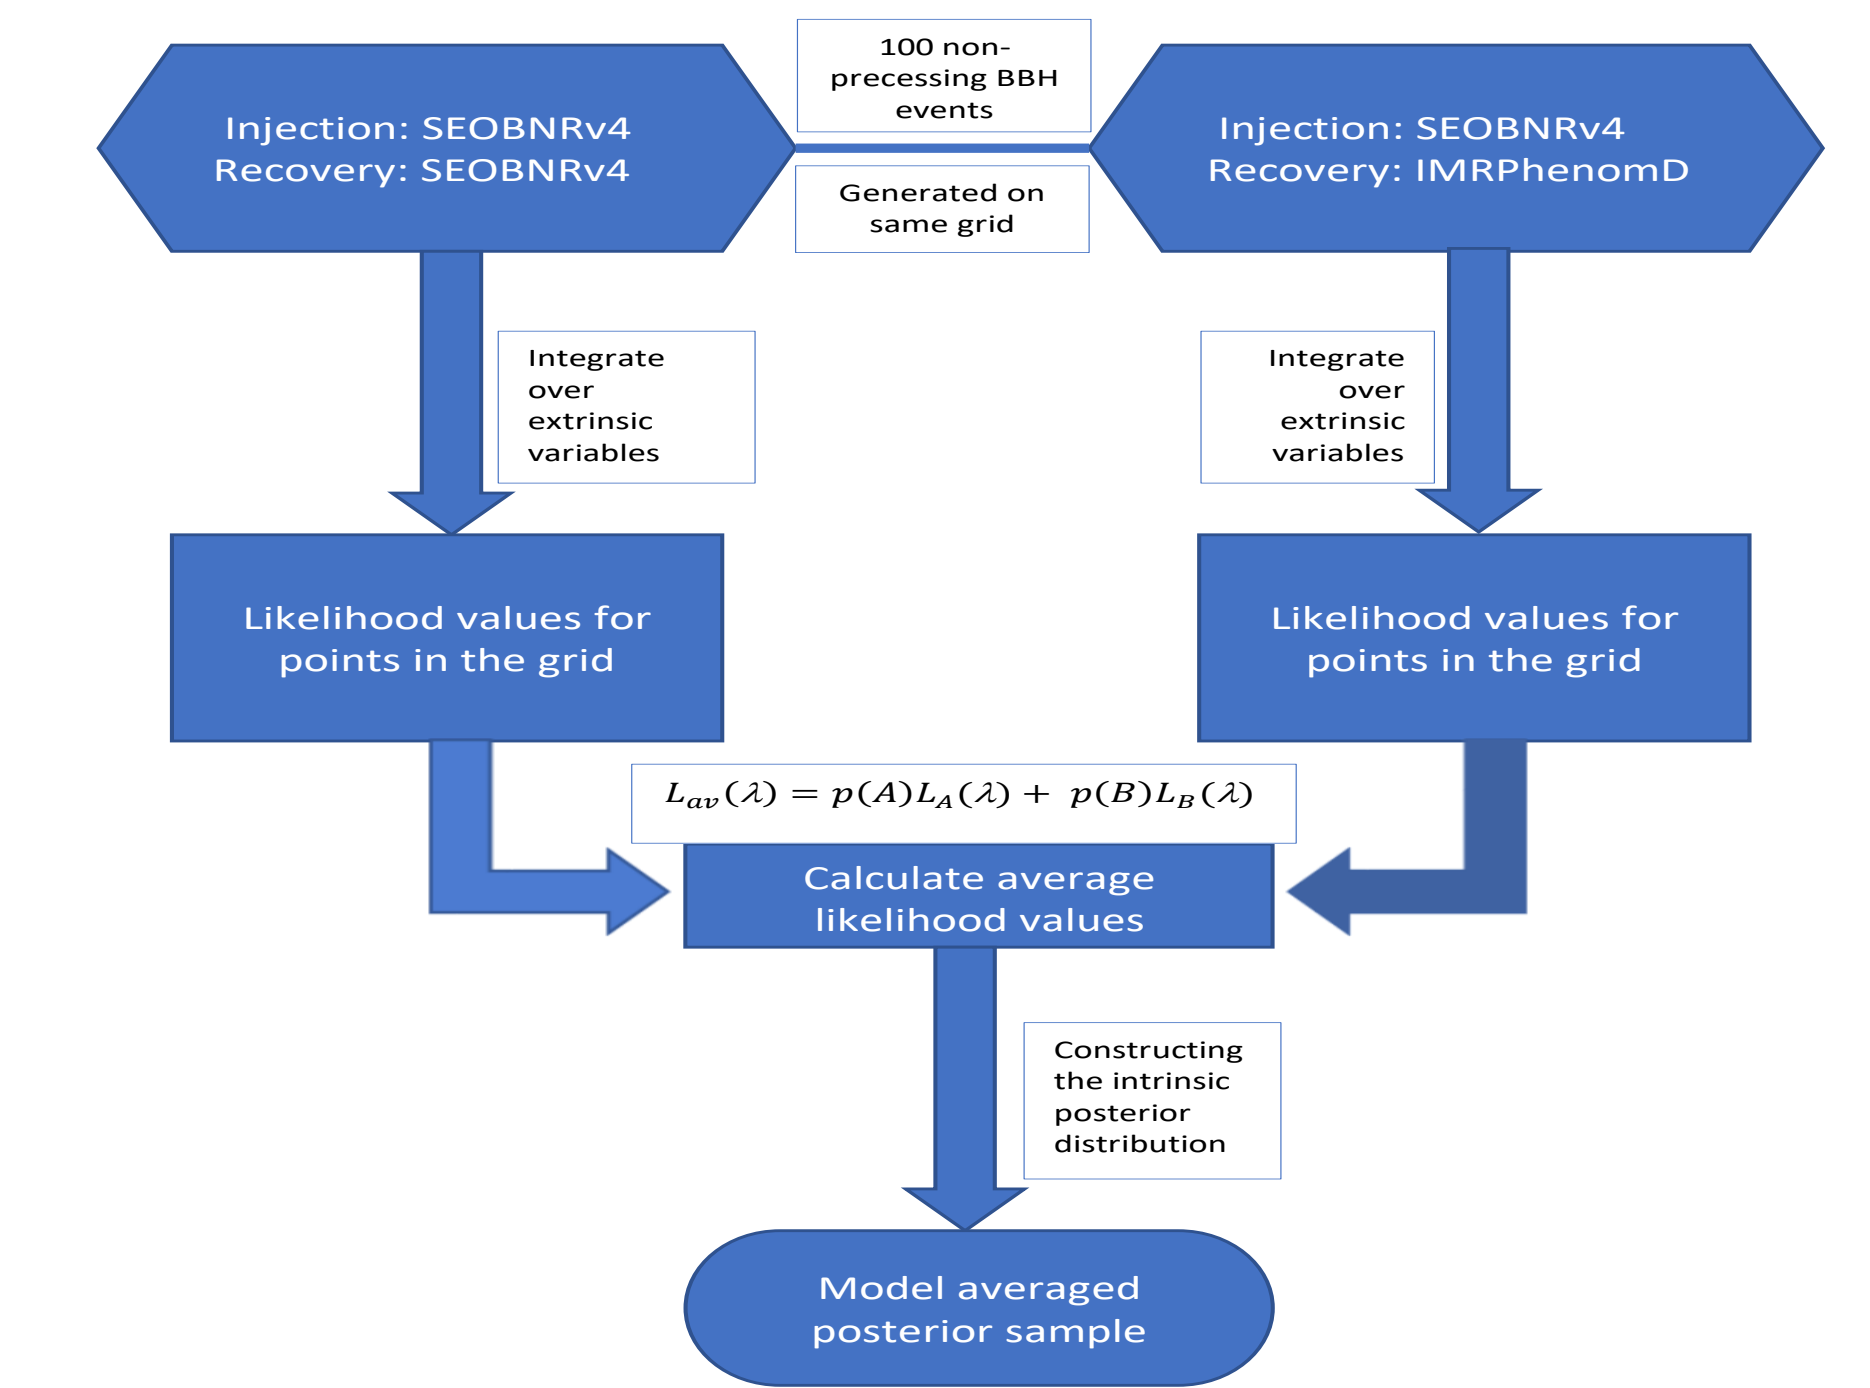 100 non-
precessing BBH
events
Injection: SEOBNRv4
Recovery: SEOBNRv4
Injection: SEOBNRv4
Recovery: IMRPhenomD
Generated on
same grid
Integrate
over
extrinsic
variables
Integrate
over
extrinsic
variables
Likelihood values for
points in the grid
Likelihood values for
points in the grid
L_{av}(λ) = p(A)L_A(λ) + p(B)L_B(λ)
Calculate average
likelihood values
Constructing
the intrinsic
posterior
distribution
Model averaged
posterior sample